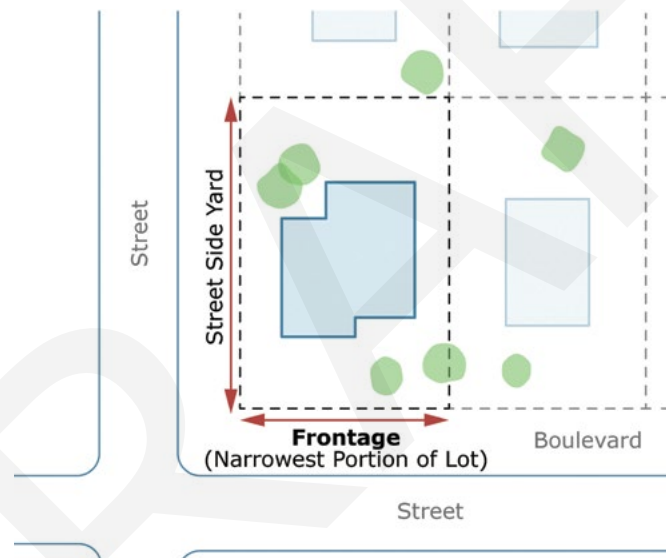 Street
Street Side Yard
Frontage
(Narrowest Portion of Lot)
Boulevard
Street